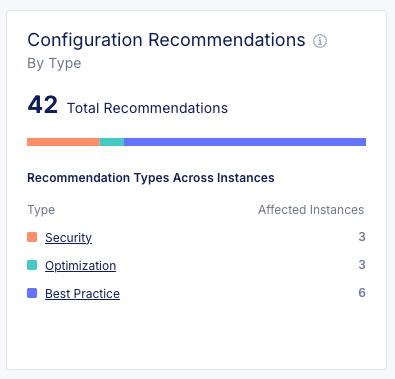 Configuration Recommendations
By Type
42 Total Recommendations
Recommendation Types Across Instances
Type Affected Instances
Security 3
Optimization 3
Best Practice 6